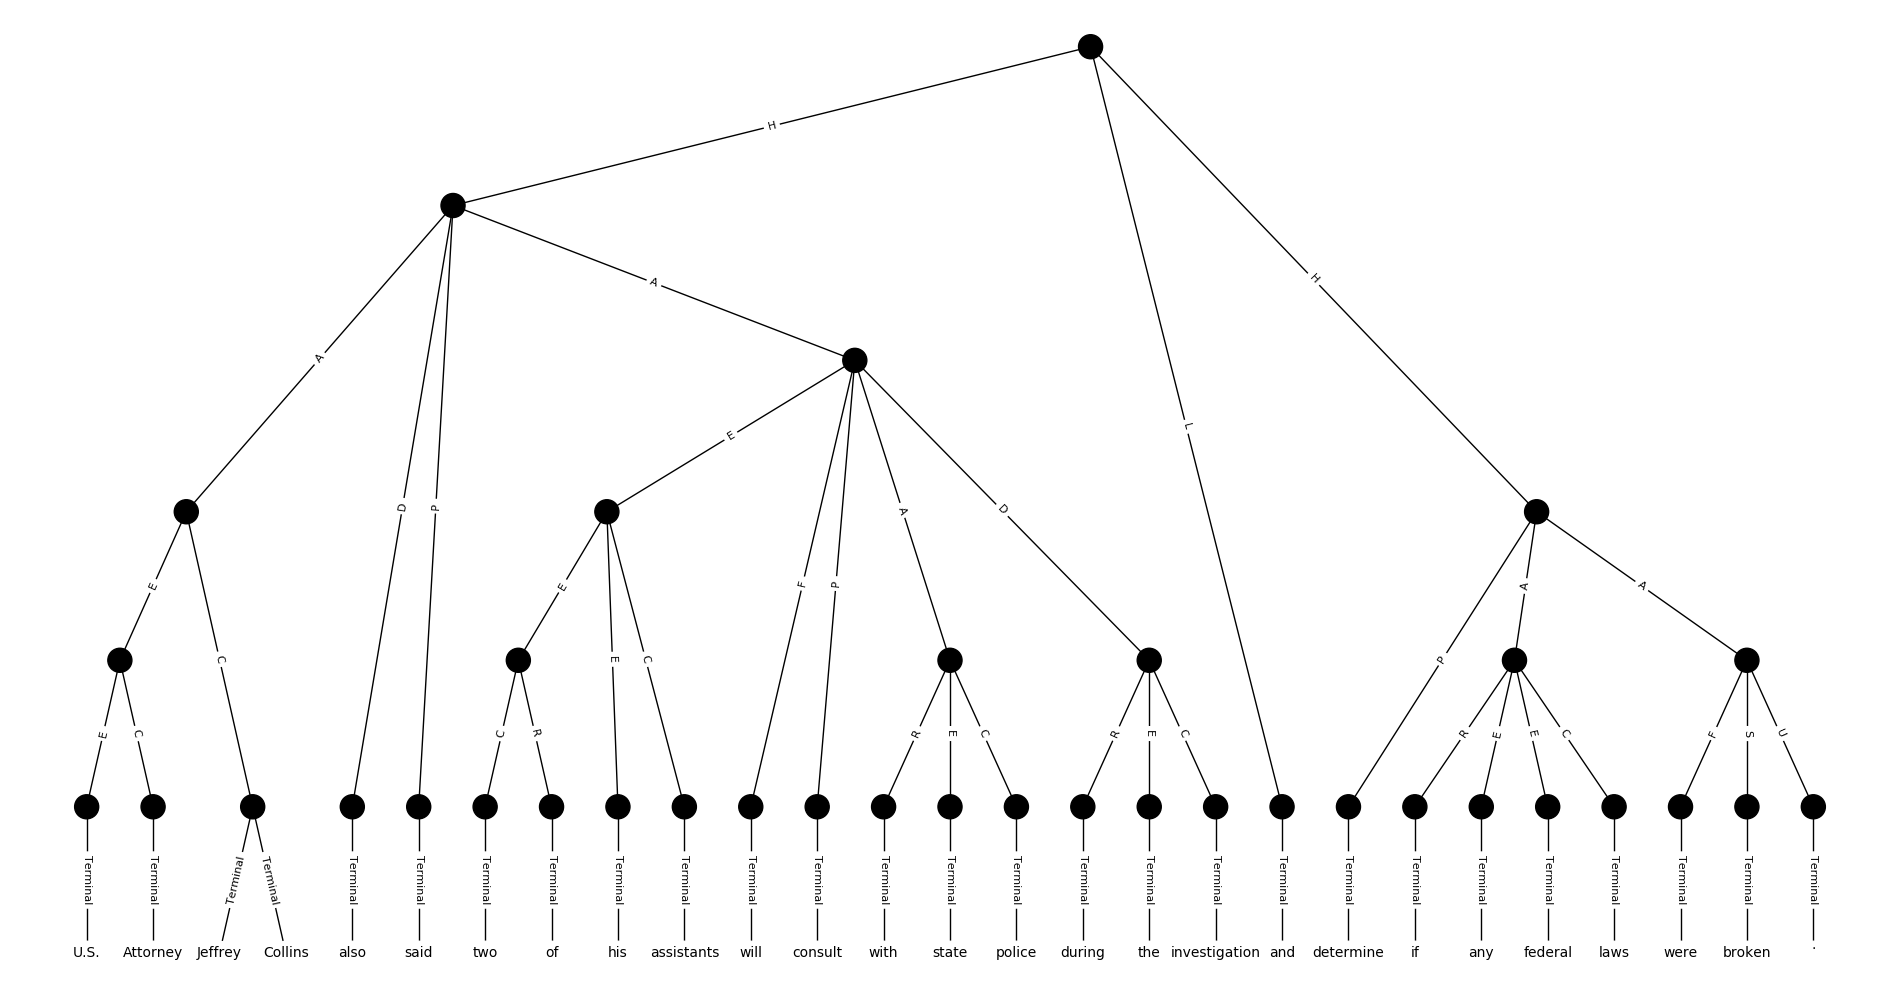 H
A
H
A
L
E
D
P
A
D
E
C
E
E
C
F
P
P
A
A
E
C
C
R
R
E
C
R
E
C
R
E
E
C
F
S
U
Terminal Terminal Terminal Terminal Terminal Terminal Terminal Terminal Terminal Terminal Terminal Terminal Terminal Terminal Terminal Terminal Terminal Terminal Terminal Terminal Terminal Terminal Terminal Terminal Terminal Terminal Terminal
U.S. Attorney Jeffrey Collins also said two of his assistants will consult with state police during the investigation and determine if any federal laws were broken .